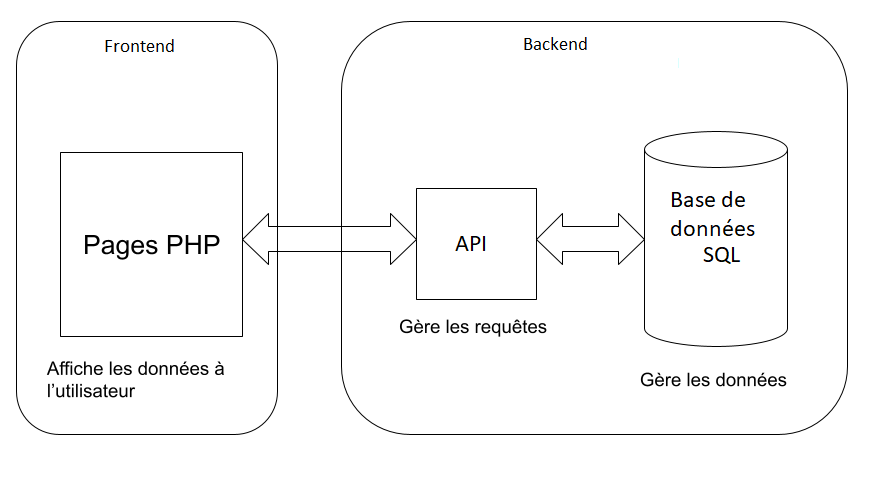 Frontend
Backend
Pages PHP
API
Base de
données
SQL
Gère les requêtes
Affiche les données à
l’utilisateur
Gère les données